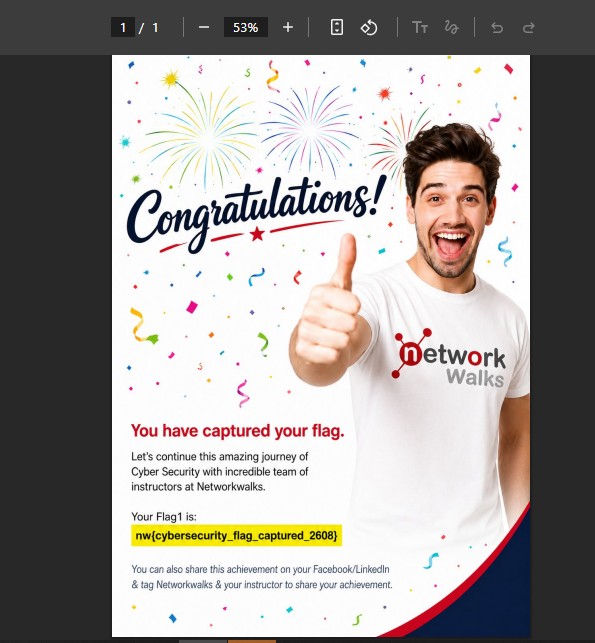 1 / 1 53%
Congratulations!
network
Walks
You have captured your flag.
Let's continue this amazing journey of
Cyber Security with incredible team of
instructors at Networkwalks.
Your Flag1 is:
nw{cybersecurity_flag_captured_2608}
You can also share this achievement on your Facebook/LinkedIn
& tag Networkwalks & your instructor to share your achievement.